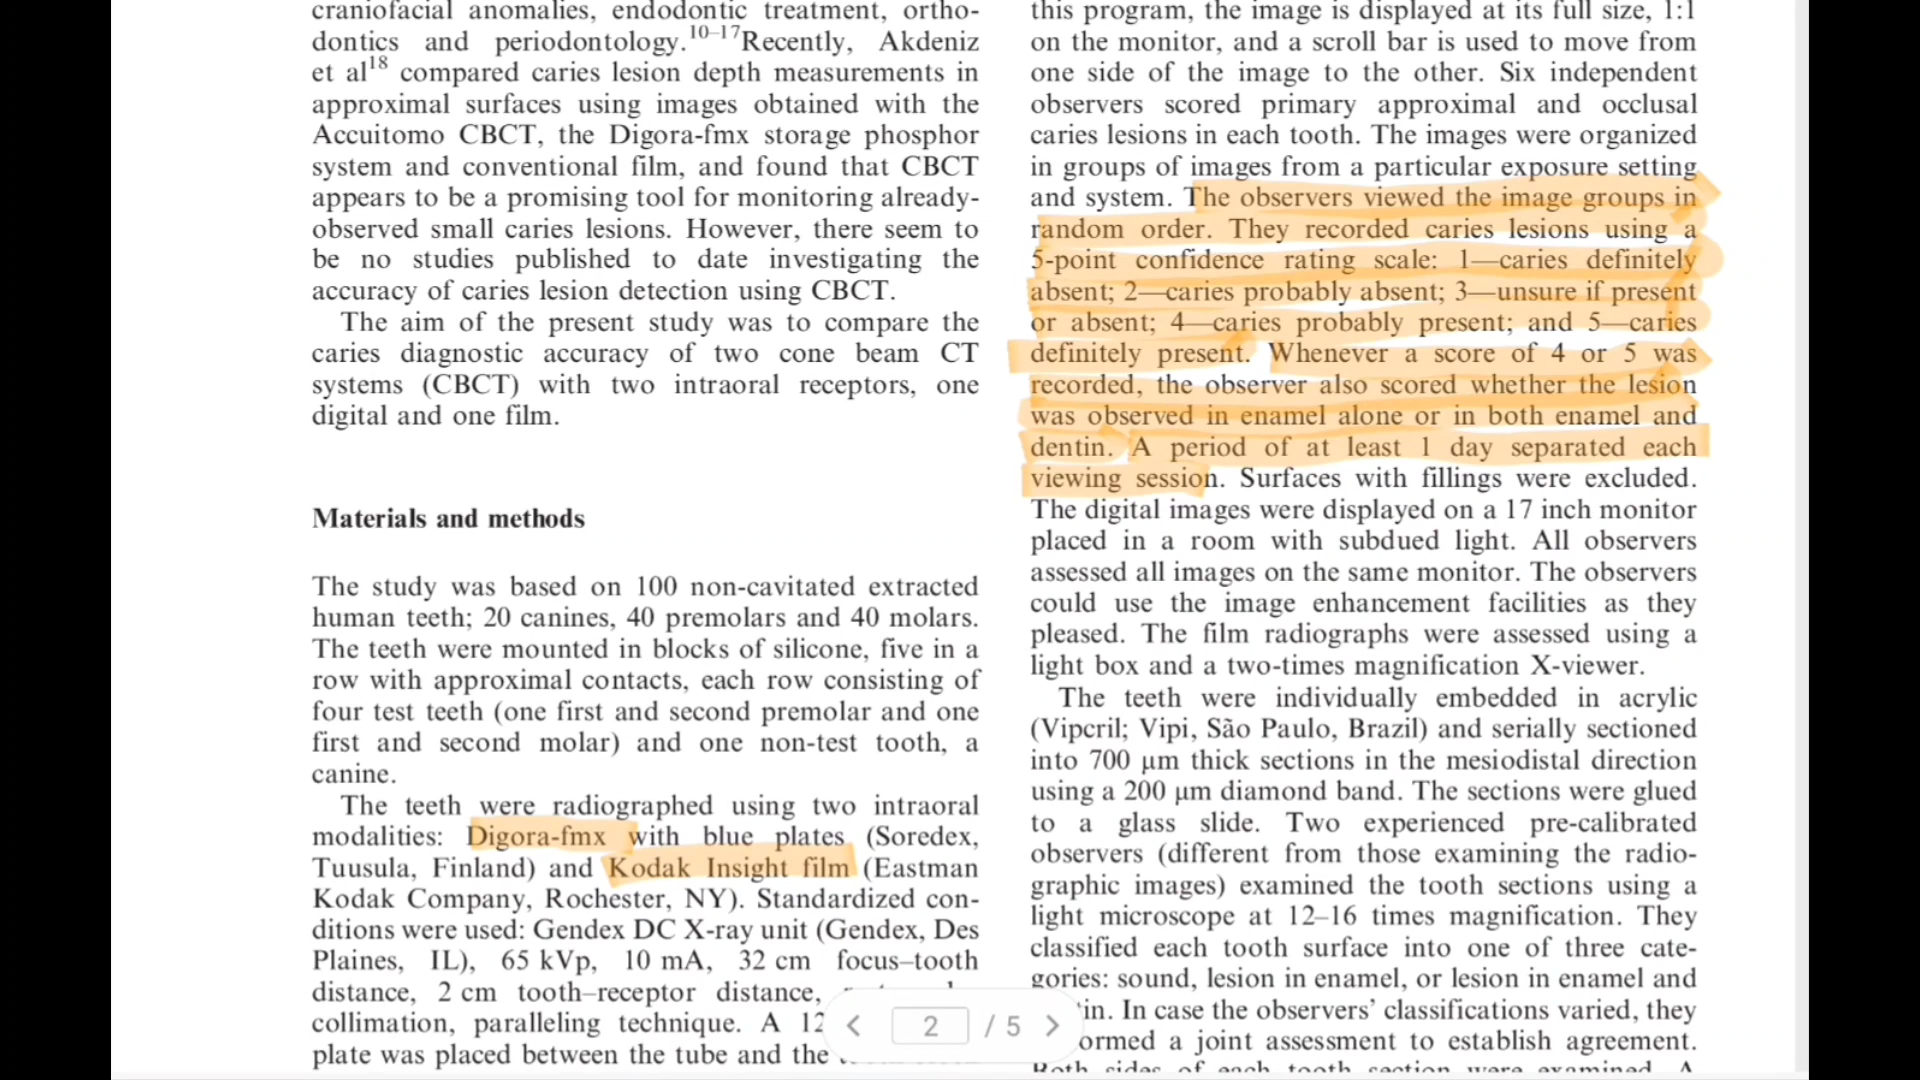 craniofacial anomalies, endodontic treatment, ortho-
dontics and periodontology.10–17Recently, Akdeniz
et al18 compared caries lesion depth measurements in
approximal surfaces using images obtained with the
Accuitomo CBCT, the Digora-fmx storage phosphor
system and conventional film, and found that CBCT
appears to be a promising tool for monitoring already-
observed small caries lesions. However, there seem to
be no studies published to date investigating the
accuracy of caries lesion detection using CBCT.
The aim of the present study was to compare the
caries diagnostic accuracy of two cone beam CT
systems (CBCT) with two intraoral receptors, one
digital and one film.
Materials and methods
The study was based on 100 non-cavitated extracted
human teeth; 20 canines, 40 premolars and 40 molars.
The teeth were mounted in blocks of silicone, five in a
row with approximal contacts, each row consisting of
four test teeth (one first and second premolar and one
first and second molar) and one non-test tooth, a
canine.
The teeth were radiographed using two intraoral
modalities: Digora-fmx with blue plates (Soredex,
Tuusula, Finland) and Kodak Insight film (Eastman
Kodak Company, Rochester, NY). Standardized con-
ditions were used: Gendex DC X-ray unit (Gendex, Des
Plaines, IL), 65 kVp, 10 mA, 32 cm focus–tooth
distance, 2 cm tooth–receptor distance,
collimation, paralleling technique. A 12
plate was placed between the tube and the
this program, the image is displayed at its full size, 1:1
on the monitor, and a scroll bar is used to move from
one side of the image to the other. Six independent
observers scored primary approximal and occlusal
caries lesions in each tooth. The images were organized
in groups of images from a particular exposure setting
and system. The observers viewed the image groups in
random order. They recorded caries lesions using a
5-point confidence rating scale: 1—caries definitely
absent; 2—caries probably absent; 3—unsure if present
or absent; 4—caries probably present; and 5—caries
definitely present. Whenever a score of 4 or 5 was
recorded, the observer also scored whether the lesion
was observed in enamel alone or in both enamel and
dentin. A period of at least 1 day separated each
viewing session. Surfaces with fillings were excluded.
The digital images were displayed on a 17 inch monitor
placed in a room with subdued light. All observers
assessed all images on the same monitor. The observers
could use the image enhancement facilities as they
pleased. The film radiographs were assessed using a
light box and a two-times magnification X-viewer.
The teeth were individually embedded in acrylic
(Vipcril; Vipi, São Paulo, Brazil) and serially sectioned
into 700 μm thick sections in the mesiodistal direction
using a 200 μm diamond band. The sections were glued
to a glass slide. Two experienced pre-calibrated
observers (different from those examining the radio-
graphic images) examined the tooth sections using a
light microscope at 12–16 times magnification. They
classified each tooth surface into one of three cate-
gories: sound, lesion in enamel, or lesion in enamel and
tin. In case the observers' classifications varied, they
ormed a joint assessment to establish agreement.
Both sides of each tooth section were examined. A
2 / 5